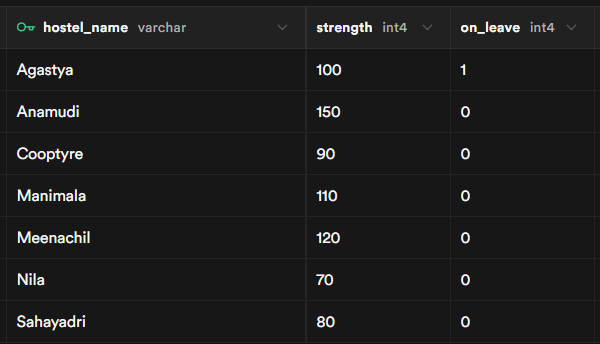 hostel_name varchar strength int4 on_leave int4
Agastya 100 1
Anamudi 150 0
Cooptyre 90 0
Manimala 110 0
Meenachil 120 0
Nila 70 0
Sahayadri 80 0